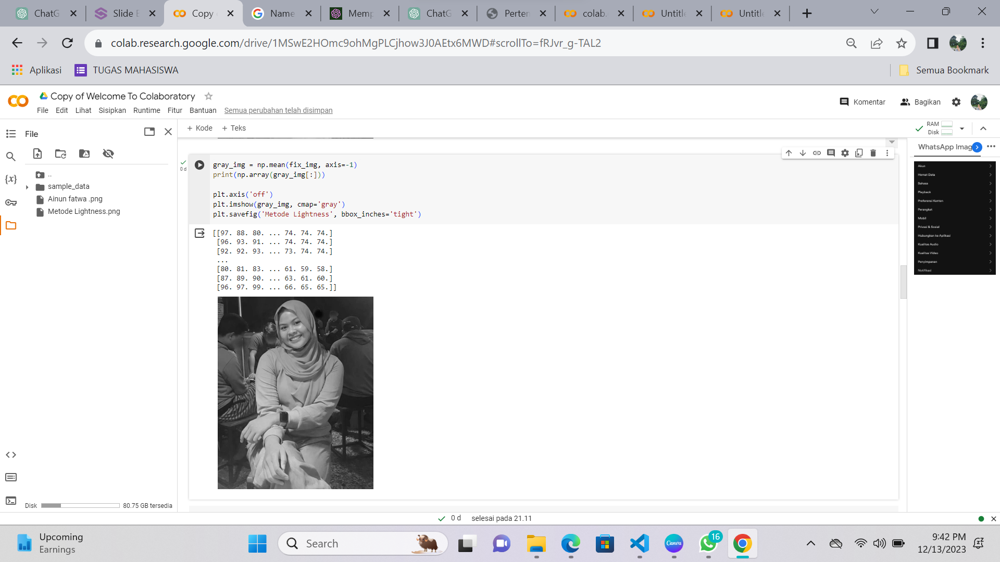 ChatG
Slide E
Copy
Name
Memp
ChatG
Perten
colab.
Untitle
Untitle
colab.research.google.com/drive/1MSwE2HOmc9ohMgPLCjhow3J0AEtx6MWD#scrollTo=fRJvr_g-TAL2
Aplikasi
TUGAS MAHASISWA
Semua Bookmark
Copy of Welcome To Colaboratory
File Edit Lihat Sisipkan Runtime Fitur Bantuan Semua perubahan telah disimpan
Komentar
Bagikan
+ Kode + Teks
RAM
Disk
File
..
sample_data
Ainun fatwa .png
Metode Lightness.png
Disk
80.75 GB tersedia
0 d
gray_img = np.mean(fix_img, axis=-1)
print(np.array(gray_img[:]))
plt.axis('off')
plt.imshow(gray_img, cmap='gray')
plt.savefig('Metode Lightness', bbox_inches='tight')
[[97. 88. 80. ... 74. 74. 74.]
[96. 93. 91. ... 74. 74. 74.]
[92. 92. 93. ... 73. 74. 74.]
...
[80. 81. 83. ... 61. 59. 58.]
[87. 89. 90. ... 63. 61. 60.]
[96. 97. 99. ... 66. 65. 65.]]
WhatsApp Imag
Akun
Hemat Data
Bahasa
Playback
Preferensi Konten
Perangkat
Mobil
Privasi & Sosial
Hubungkan ke Aplikasi
Kualitas Audio
Kualitas Video
Penyimpanan
Notifikasi
0 d selesai pada 21.11
Upcoming
Earnings
Search
Canva
16
9:42 PM
12/13/2023